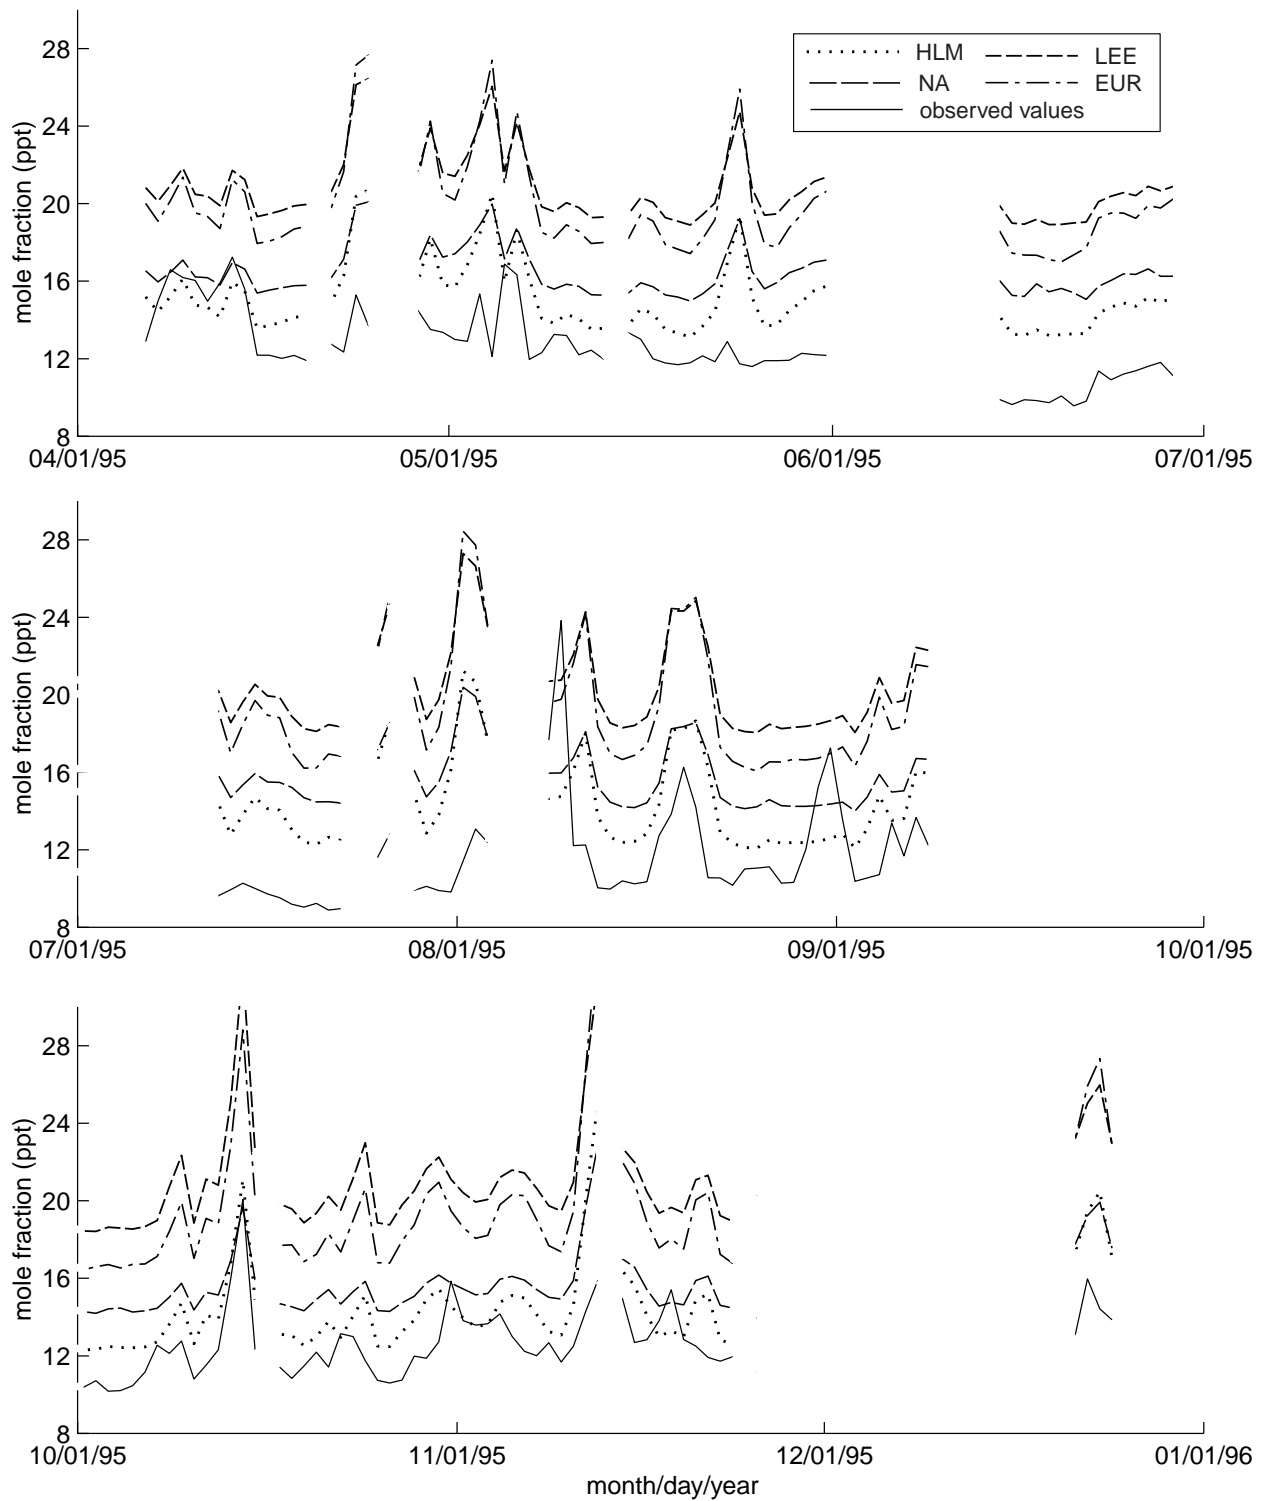 28
24
20
16
12
8
mole fraction (ppt)
04/01/95 05/01/95 06/01/95 07/01/95
HLM LEE
NA EUR
observed values
28
24
20
16
12
8
mole fraction (ppt)
07/01/95 08/01/95 09/01/95 10/01/95
28
24
20
16
12
8
mole fraction (ppt)
10/01/95 11/01/95 12/01/95 01/01/96
month/day/year